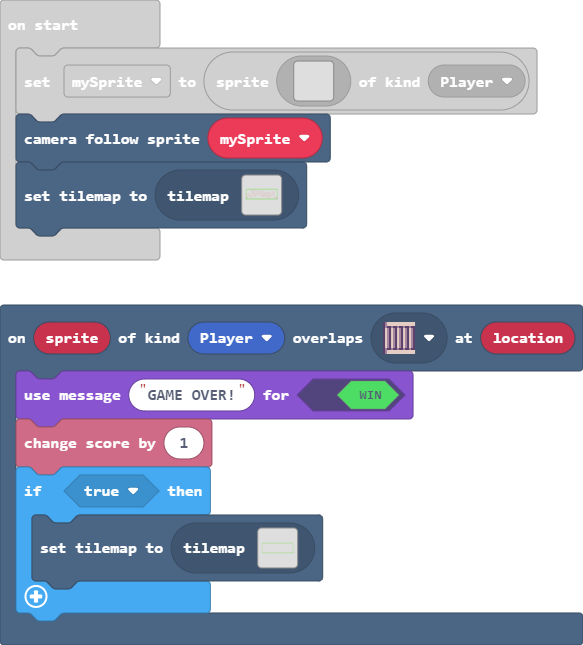 on start
set mySprite to sprite of kind Player
camera follow sprite mySprite
set tilemap to tilemap
on sprite of kind Player overlaps at location
use message "GAME OVER!" for WIN
change score by 1
if true then
set tilemap to tilemap